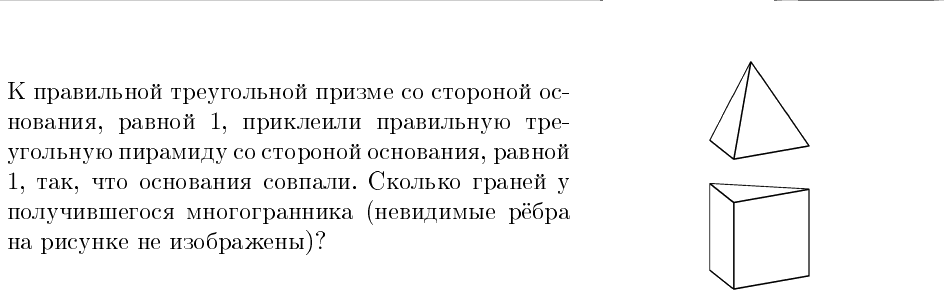 К правильной треугольной призме со стороной ос-
нования, равной 1, приклеили правильную тре-
угольную пирамиду со стороной основания, равной
1, так, что основания совпали. Сколько граней у
получившегося многогранника (невидимые рёбра
на рисунке не изображены)?